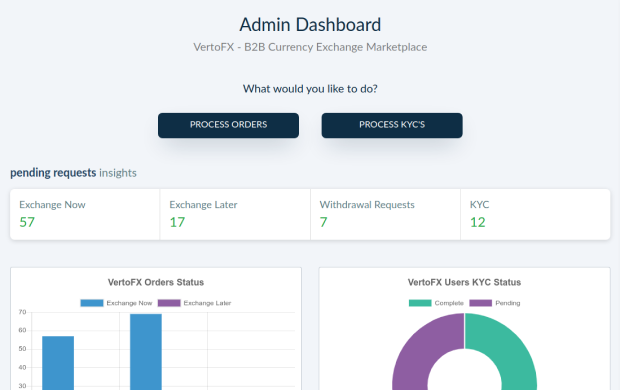 Admin Dashboard
VertoFX - B2B Currency Exchange Marketplace
What would you like to do?
PROCESS ORDERS PROCESS KYC'S
pending requests insights
Exchange Now Exchange Later Withdrawal Requests KYC
57 17 7 12
VertoFX Orders Status VertoFX Users KYC Status
Exchange Now Exchange Later Complete Pending
70
60
50
40
30